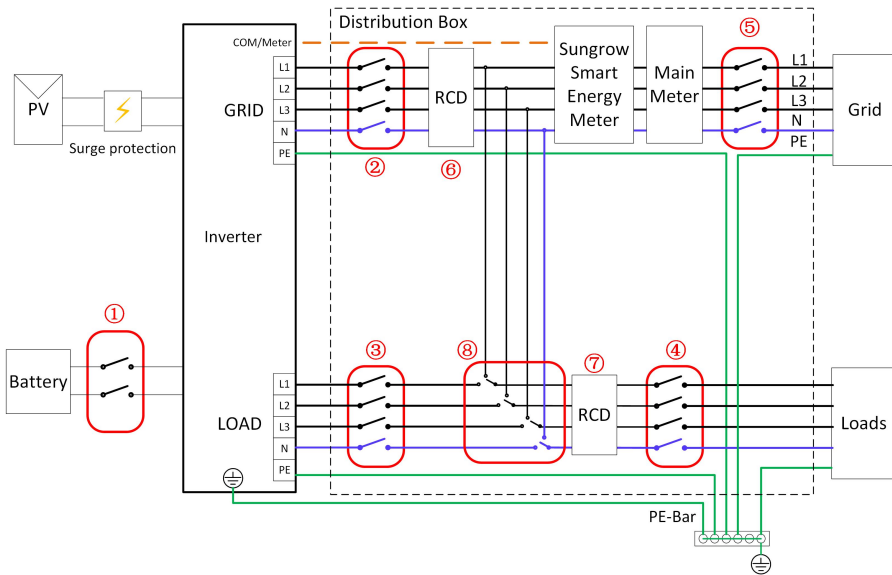 Distribution Box
⑤
COM/Meter
Sungrow
Smart
Energy
Meter
Main
Meter
L1
L2
L3
N
PE
GRID
L1
L2
L3
N
PE
RCD
Grid
PV
Surge protection
②
⑥
Inverter
①
③
⑧
⑦
④
Battery
LOAD
L1
L2
L3
N
PE
RCD
Loads
PE-Bar